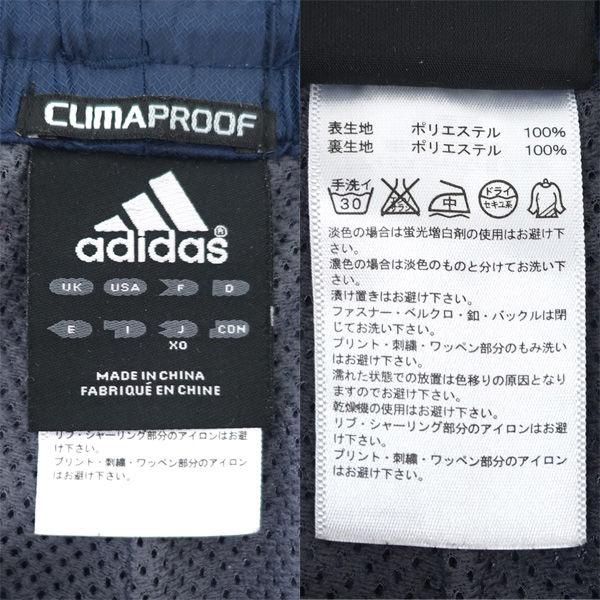 CLIMAPROOF
adidas®
UK USA F D
E I J CDN
XO
MADE IN CHINA
FABRIQUÉ EN CHINE
リブ・シャーリング部分のアイロンはお避
け下さい。
プリント・刺繍・ワッペン部分のアイロン
はお避け下さい。
表生地 ポリエステル 100%
裏生地 ポリエステル 100%
手洗イ
30
中
ドライ
セキユ系
淡色の場合は蛍光増白剤の使用はお避け下
さい。
濃色の場合は淡色のものと分けてお洗い下
さい。
漬け置きはお避け下さい。
ファスナー・ベルクロ・釦・バックルは閉
じてお洗い下さい。
プリント・刺繍・ワッペン部分のもみ洗い
はお避け下さい。
濡れた状態での放置は色移りの原因となり
ますのでお避け下さい。
乾燥機の使用はお避け下さい。
リブ・シャーリング部分のアイロンはお避
け下さい。
プリント・刺繍・ワッペン部分のアイロン
はお避け下さい。